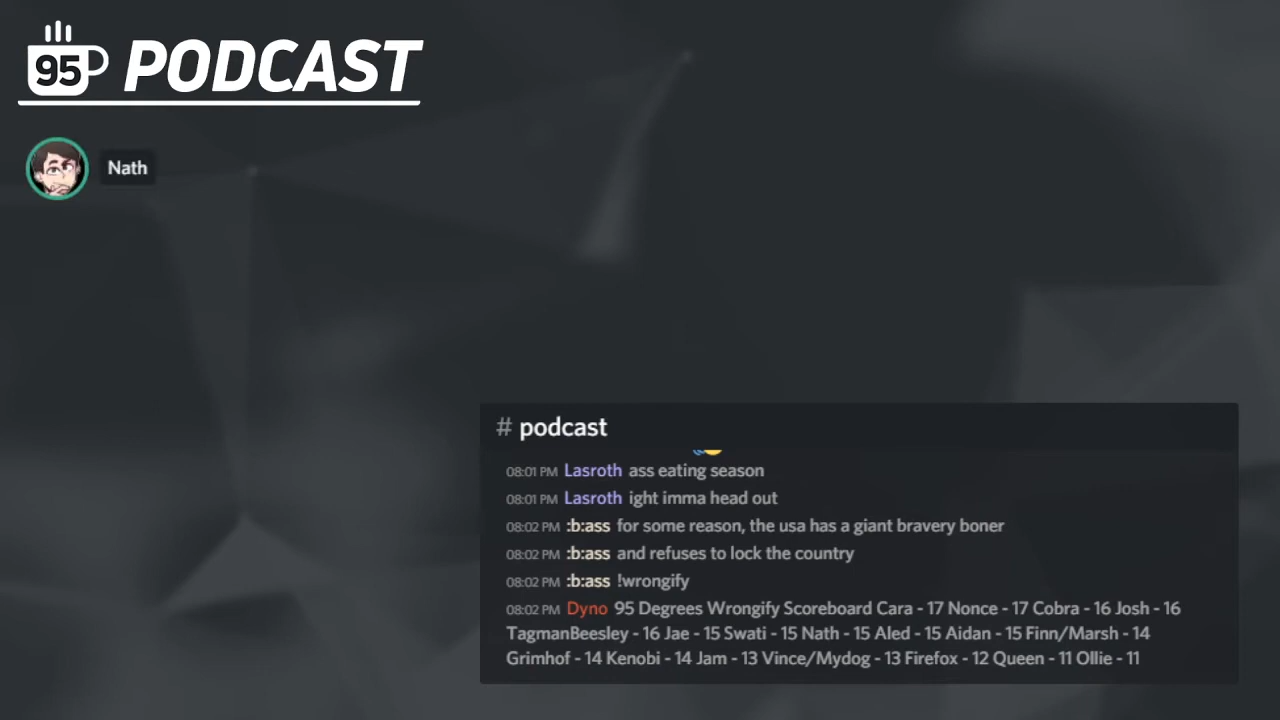 95 PODCAST
Nath
# podcast
08:01 PM Lasroth ass eating season
08:01 PM Lasroth ight imma head out
08:02 PM :b:ass for some reason, the usa has a giant bravery boner
08:02 PM :b:ass and refuses to lock the country
08:02 PM :b:ass !wrongify
08:02 PM Dyno 95 Degrees Wrongify Scoreboard Cara - 17 Nonce - 17 Cobra - 16 Josh - 16
TagmanBeesley - 16 Jae - 15 Swati - 15 Nath - 15 Aled - 15 Aidan - 15 Finn/Marsh - 14
Grimhof - 14 Kenobi - 14 Jam - 13 Vince/Mydog - 13 Firefox - 12 Queen - 11 Ollie - 11